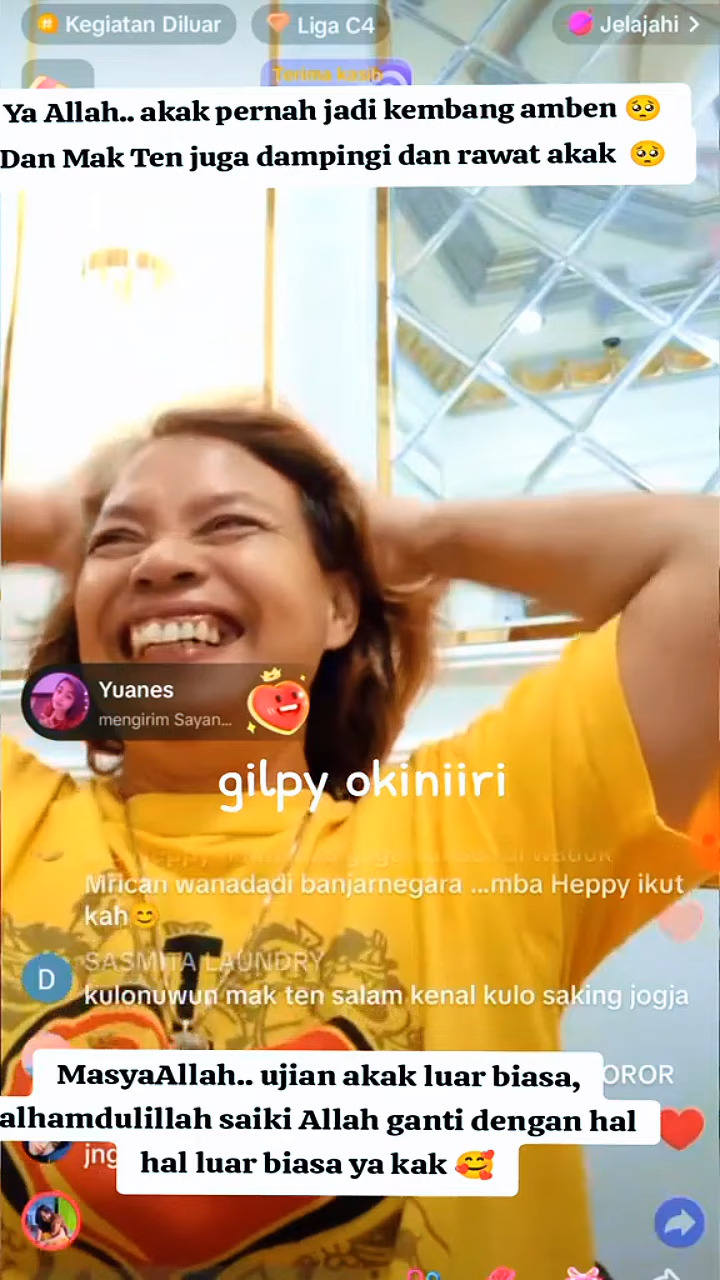 Kegiatan Diluar
Liga C4
Jelajahi >
Terima kasih
Ya Allah.. akak pernah jadi kembang amben 🥺
Dan Mak Ten juga dampingi dan rawat akak 🥺
Yuanes
mengirim Sayan...
gilpy okiniiri
Mrican wanadadi banjarnegara ...mba Heppy ikut
kah😊
D
SASMITA LAUNDRY
kulonuwun mak ten salam kenal kulo saking jogja
OROR
MasyaAllah.. ujian akak luar biasa,
alhamdulillah saiki Allah ganti dengan hal
jng
hal luar biasa ya kak 🥰